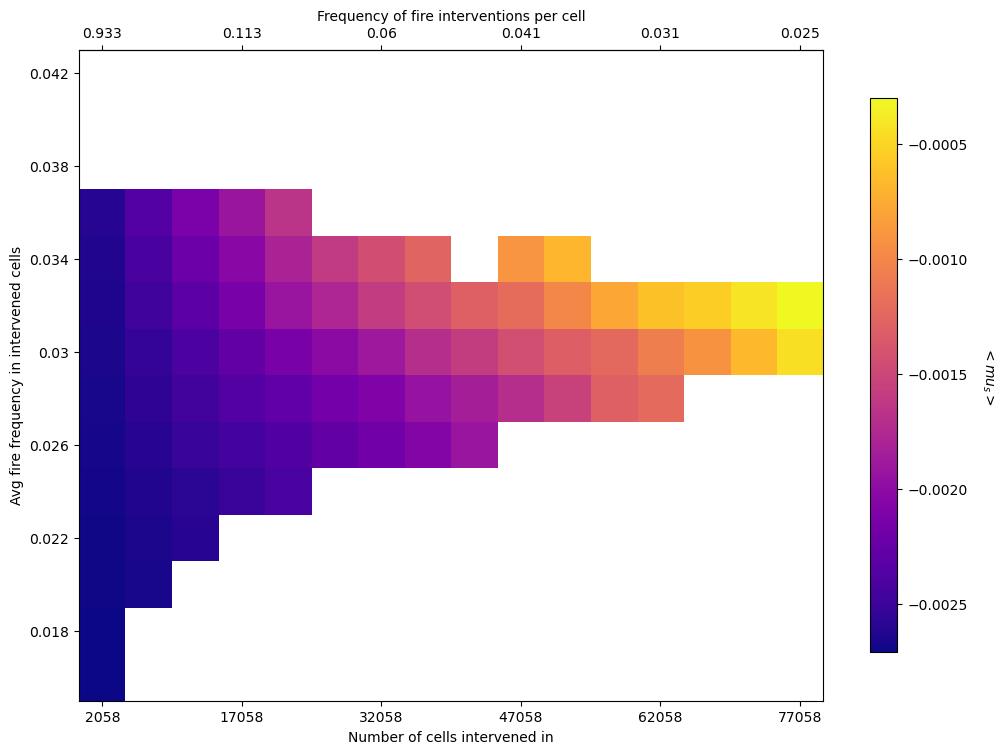 Frequency of fire interventions per cell
0.933 0.113 0.06 0.041 0.031 0.025
0.042
0.038
0.034
0.03
0.026
0.022
0.018
Avg fire frequency in intervened cells
2058 17058 32058 47058 62058 77058
Number of cells intervened in
−0.0005
−0.0010
−0.0015
−0.0020
−0.0025
< mu_s >